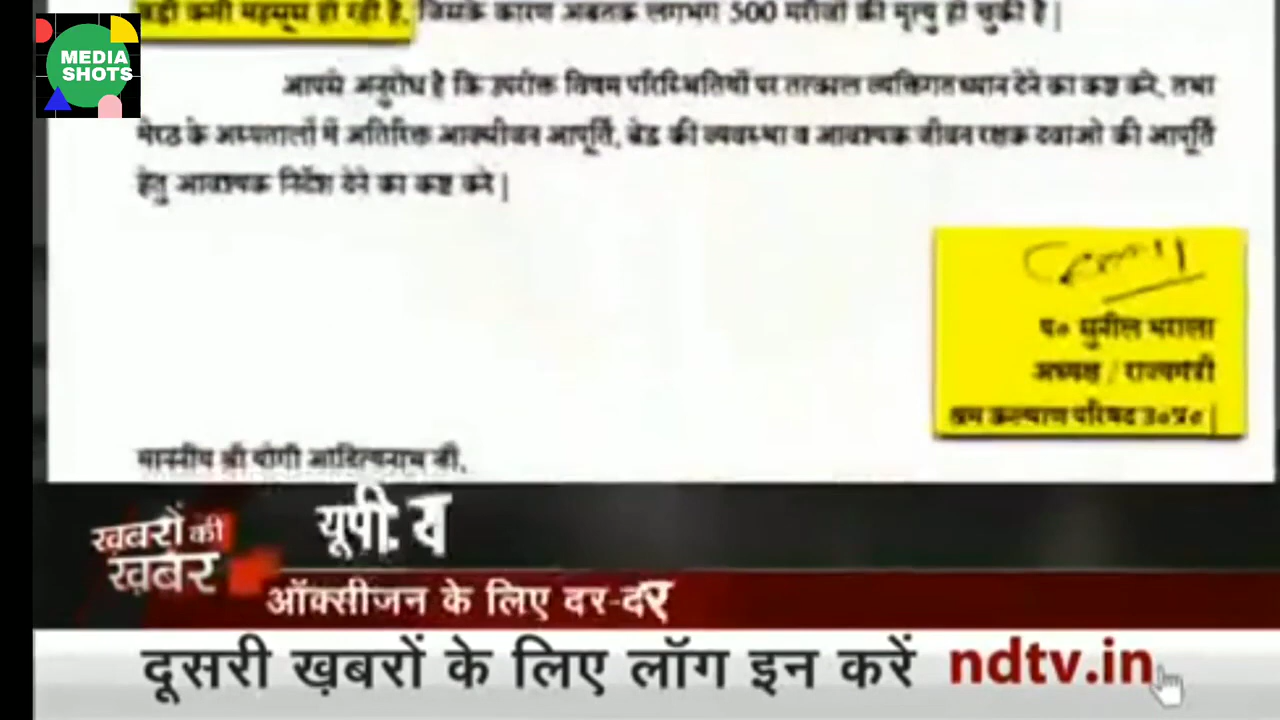 बड़ी कमी महसूस हो रही है, जिसके कारण अबतक लगभग 500 मरीजों की मृत्यु हो चुकी है |
MEDIA
SHOTS
आपसे अनुरोध है कि उपरोक्त विषम परिस्थितियों पर तत्काल व्यक्तिगत ध्यान देने का कष्ट करे, तथा
मेरठ के अस्पतालों में अतिरिक्त आक्सीजन आपूर्ति, बेड की व्यवस्था व आवश्यक जीवन रक्षक दवाओ की आपूर्ति
हेतु आवश्यक निर्देश देने का कष्ट करे |
पं० सुनील भराला
अध्यक्ष / राज्यमंत्री
श्रम कल्याण परिषद उ०प्र० |
माननीय श्री योगी आदित्यनाथ जी,
यूपी: य
ख़बरों की
ख़बर
ऑक्सीजन के लिए दर-दर
दूसरी ख़बरों के लिए लॉग इन करें ndtv.in